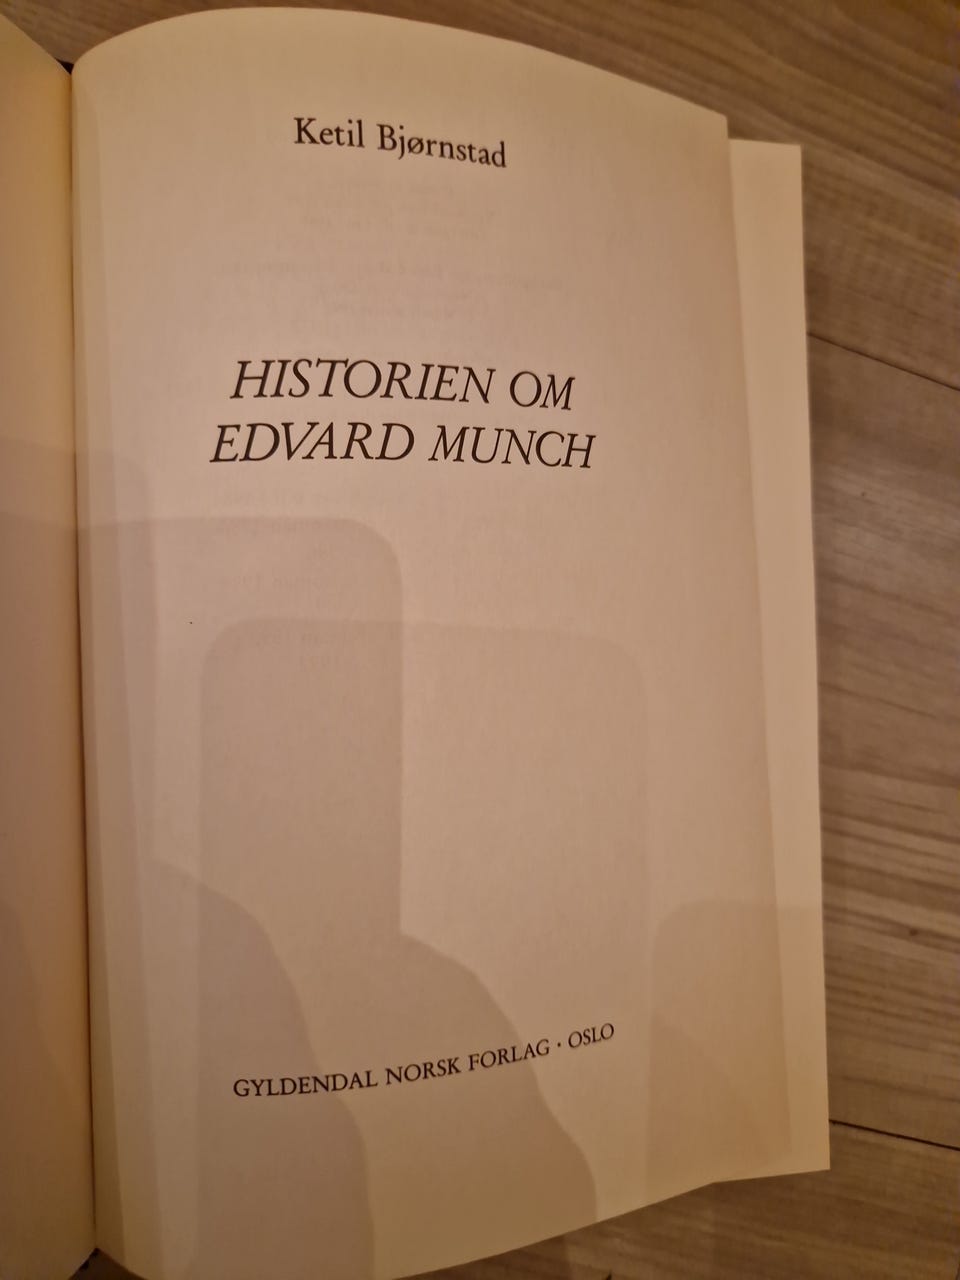 Ketil Bjørnstad
HISTORIEN OM
EDVARD MUNCH
GYLDENDAL NORSK FORLAG · OSLO